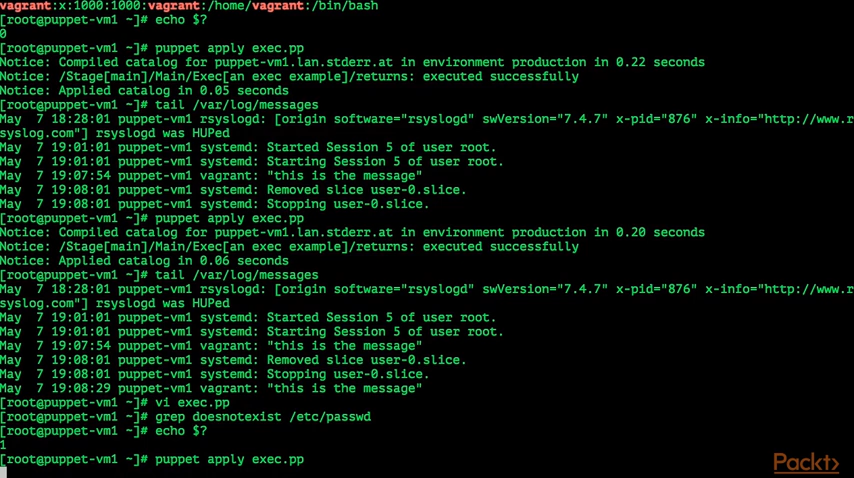 vagrant:x:1000:1000:vagrant:/home/vagrant:/bin/bash
[root@puppet-vm1 ~]# echo $?
0
[root@puppet-vm1 ~]# puppet apply exec.pp
Notice: Compiled catalog for puppet-vm1.lan.stderr.at in environment production in 0.22 seconds
Notice: /Stage[main]/Main/Exec[an exec example]/returns: executed successfully
Notice: Applied catalog in 0.05 seconds
[root@puppet-vm1 ~]# tail /var/log/messages
May  7 18:28:01 puppet-vm1 rsyslogd: [origin software="rsyslogd" swVersion="7.4.7" x-pid="876" x-info="http://www.r
syslog.com"] rsyslogd was HUPed
May  7 19:01:01 puppet-vm1 systemd: Started Session 5 of user root.
May  7 19:01:01 puppet-vm1 systemd: Starting Session 5 of user root.
May  7 19:07:54 puppet-vm1 vagrant: "this is the message"
May  7 19:08:01 puppet-vm1 systemd: Removed slice user-0.slice.
May  7 19:08:01 puppet-vm1 systemd: Stopping user-0.slice.
[root@puppet-vm1 ~]# puppet apply exec.pp
Notice: Compiled catalog for puppet-vm1.lan.stderr.at in environment production in 0.20 seconds
Notice: /Stage[main]/Main/Exec[an exec example]/returns: executed successfully
Notice: Applied catalog in 0.06 seconds
[root@puppet-vm1 ~]# tail /var/log/messages
May  7 18:28:01 puppet-vm1 rsyslogd: [origin software="rsyslogd" swVersion="7.4.7" x-pid="876" x-info="http://www.r
syslog.com"] rsyslogd was HUPed
May  7 19:01:01 puppet-vm1 systemd: Started Session 5 of user root.
May  7 19:01:01 puppet-vm1 systemd: Starting Session 5 of user root.
May  7 19:07:54 puppet-vm1 vagrant: "this is the message"
May  7 19:08:01 puppet-vm1 systemd: Removed slice user-0.slice.
May  7 19:08:01 puppet-vm1 systemd: Stopping user-0.slice.
May  7 19:08:29 puppet-vm1 vagrant: "this is the message"
[root@puppet-vm1 ~]# vi exec.pp
[root@puppet-vm1 ~]# grep doesnotexist /etc/passwd
[root@puppet-vm1 ~]# echo $?
1
[root@puppet-vm1 ~]# puppet apply exec.pp
Packt>